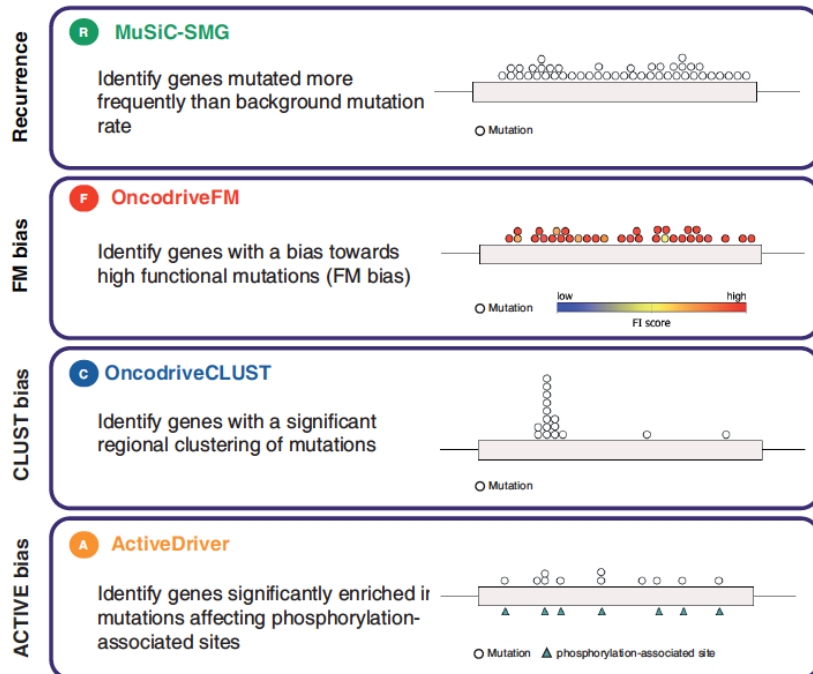 Recurrence
R MuSiC-SMG
Identify genes mutated more
frequently than background mutation
rate
Mutation
FM bias
F OncodriveFM
Identify genes with a bias towards
high functional mutations (FM bias)
Mutation
low high
FI score
CLUST bias
C OncodriveCLUST
Identify genes with a significant
regional clustering of mutations
Mutation
ACTIVE bias
A ActiveDriver
Identify genes significantly enriched in
mutations affecting phosphorylation-
associated sites
Mutation phosphorylation-associated site